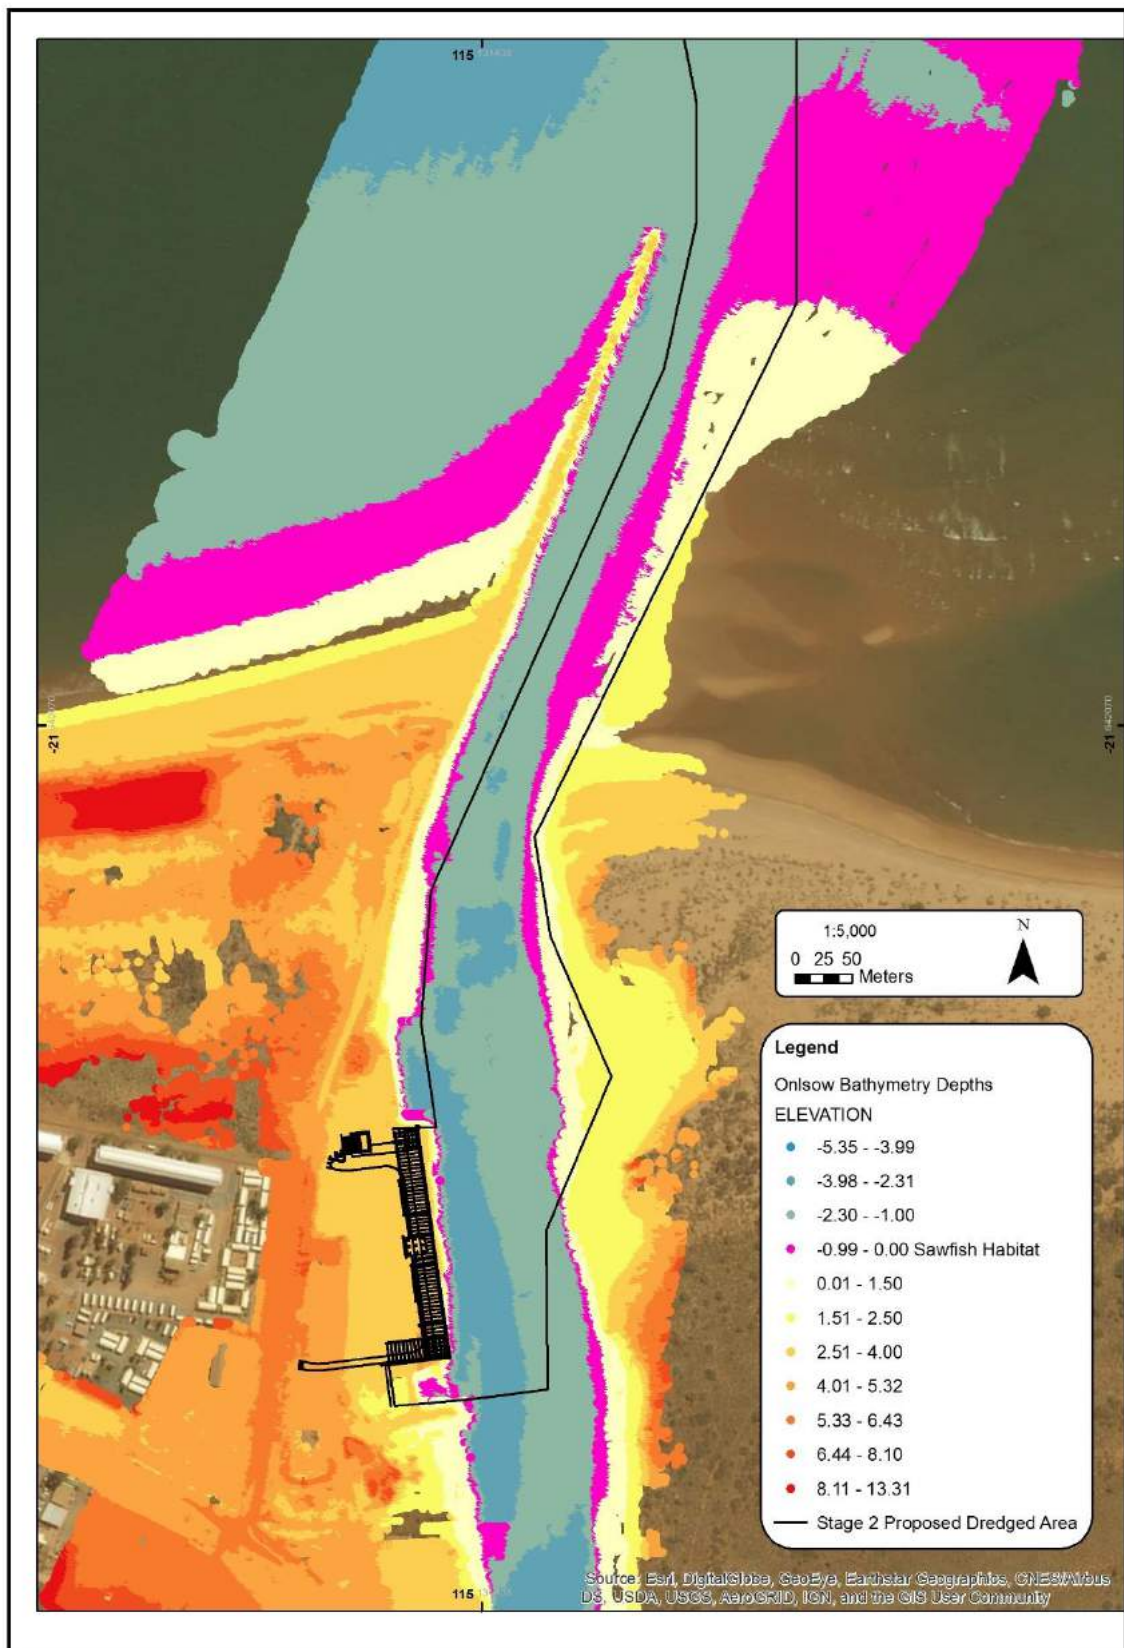 115
-21
-21
1:5,000
N
0 25 50
Meters
Legend
Onlsow Bathymetry Depths
ELEVATION
-5.35 - -3.99
-3.98 - -2.31
-2.30 - -1.00
-0.99 - 0.00 Sawfish Habitat
0.01 - 1.50
1.51 - 2.50
2.51 - 4.00
4.01 - 5.32
5.33 - 6.43
6.44 - 8.10
8.11 - 13.31
Stage 2 Proposed Dredged Area
115
Source: Esri, DigitalGlobe, GeoEye, Earthstar Geographics, CNES/Airbus
DS, USDA, USGS, AeroGRID, IGN, and the GIS User Community